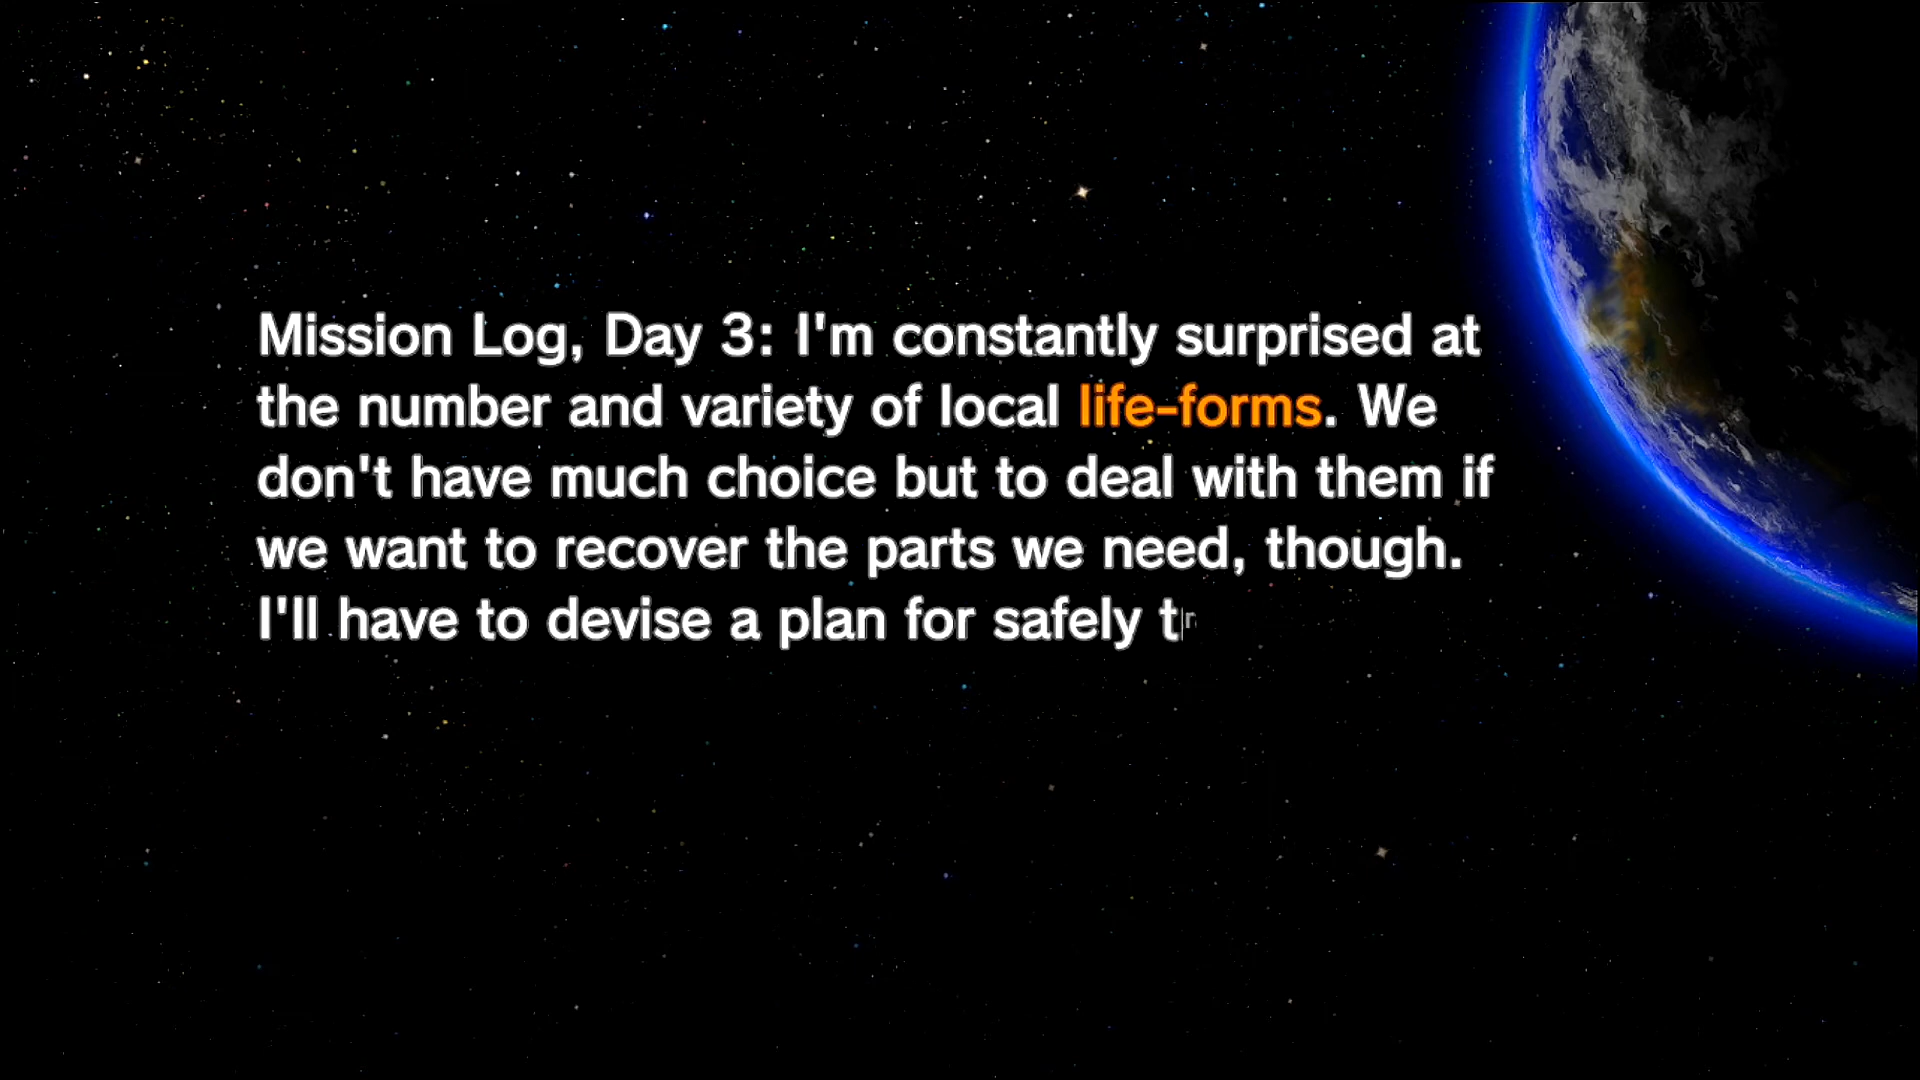 Mission Log, Day 3: I'm constantly surprised at
the number and variety of local life-forms. We
don't have much choice but to deal with them if
we want to recover the parts we need, though.
I'll have to devise a plan for safely tr